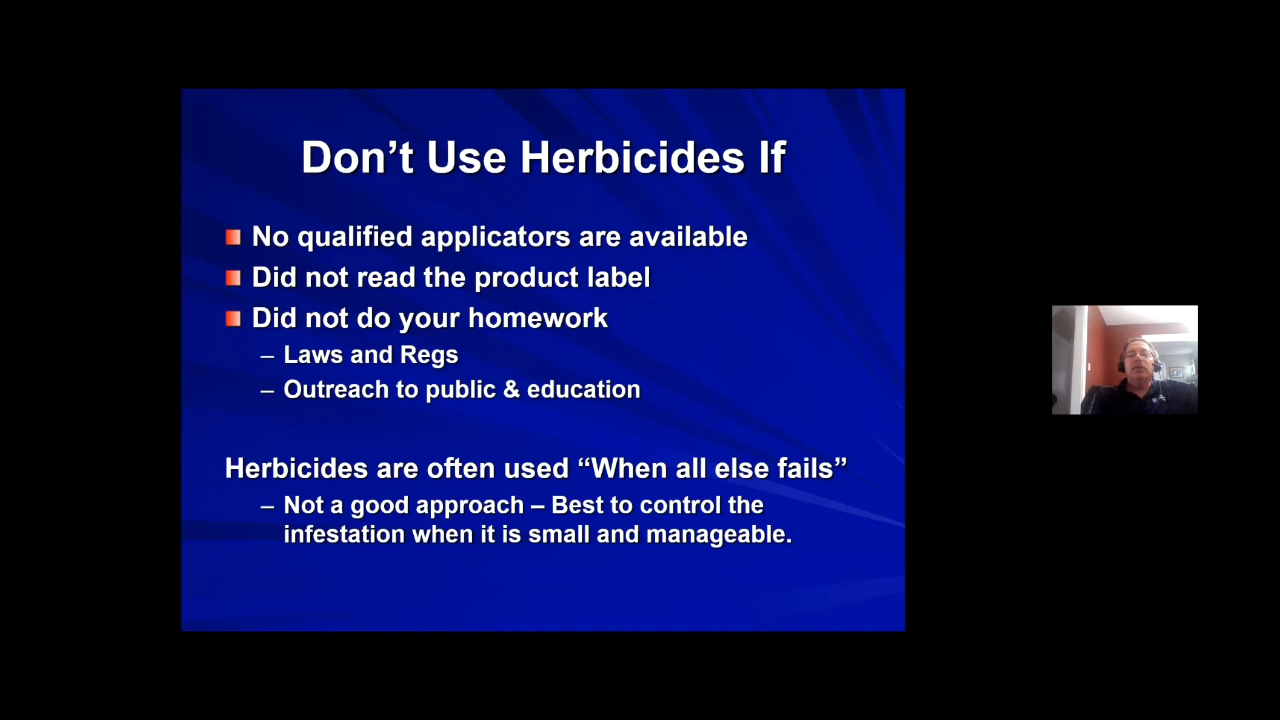 Don’t Use Herbicides If
No qualified applicators are available
Did not read the product label
Did not do your homework
– Laws and Regs
– Outreach to public & education
Herbicides are often used “When all else fails”
– Not a good approach – Best to control the
infestation when it is small and manageable.